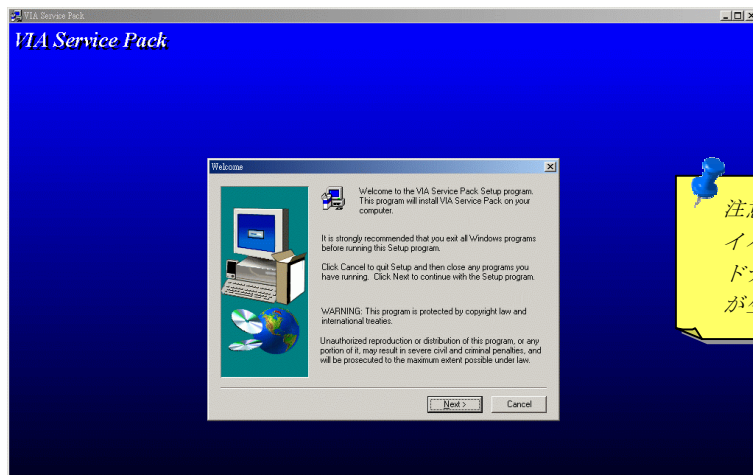 VIA Service Pack
VIA Service Pack
Welcome
Welcome to the VIA Service Pack Setup program.
This program will install VIA Service Pack on your
computer.
It is strongly recommended that you exit all Windows programs
before running this Setup program.
Click Cancel to quit Setup and then close any programs you
have running. Click Next to continue with the Setup program.
WARNING: This program is protected by copyright law and
international treaties.
Unauthorized reproduction or distribution of this program, or any
portion of it, may result in severe civil and criminal penalties, and
will be prosecuted to the maximum extent possible under law.
Next >
Cancel
注意
イ
ド
が